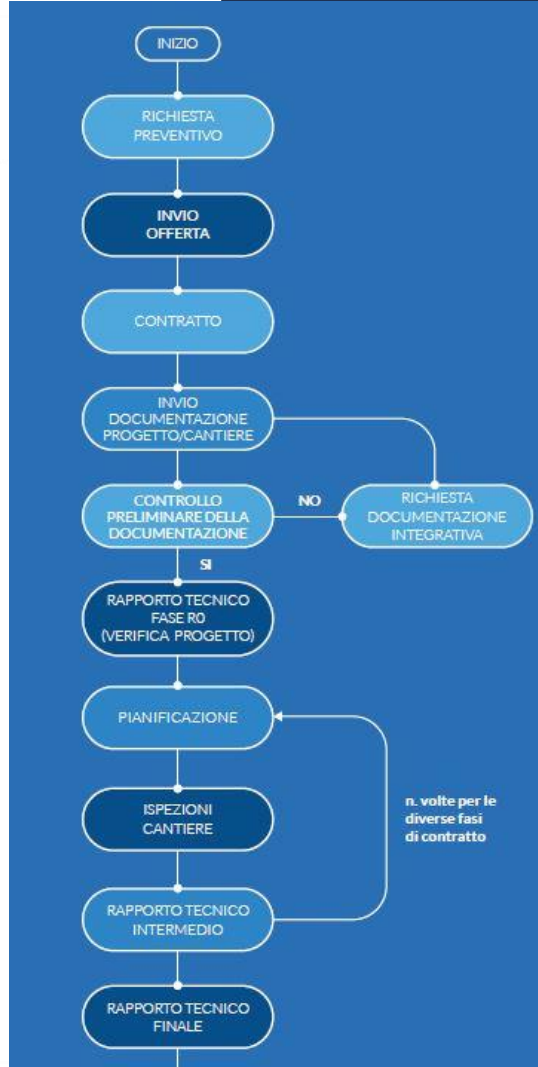 INIZIO
RICHIESTA
PREVENTIVO
INVIO
OFFERTA
CONTRATTO
INVIO
DOCUMENTAZIONE
PROGETTO/CANTIERE
CONTROLLO
PRELIMINARE DELLA
DOCUMENTAZIONE
NO
RICHIESTA
DOCUMENTAZIONE
INTEGRATIVA
SI
RAPPORTO TECNICO
FASE R0
(VERIFICA PROGETTO)
PIANIFICAZIONE
ISPEZIONI
CANTIERE
n. volte per le
diverse fasi
di contratto
RAPPORTO TECNICO
INTERMEDIO
RAPPORTO TECNICO
FINALE